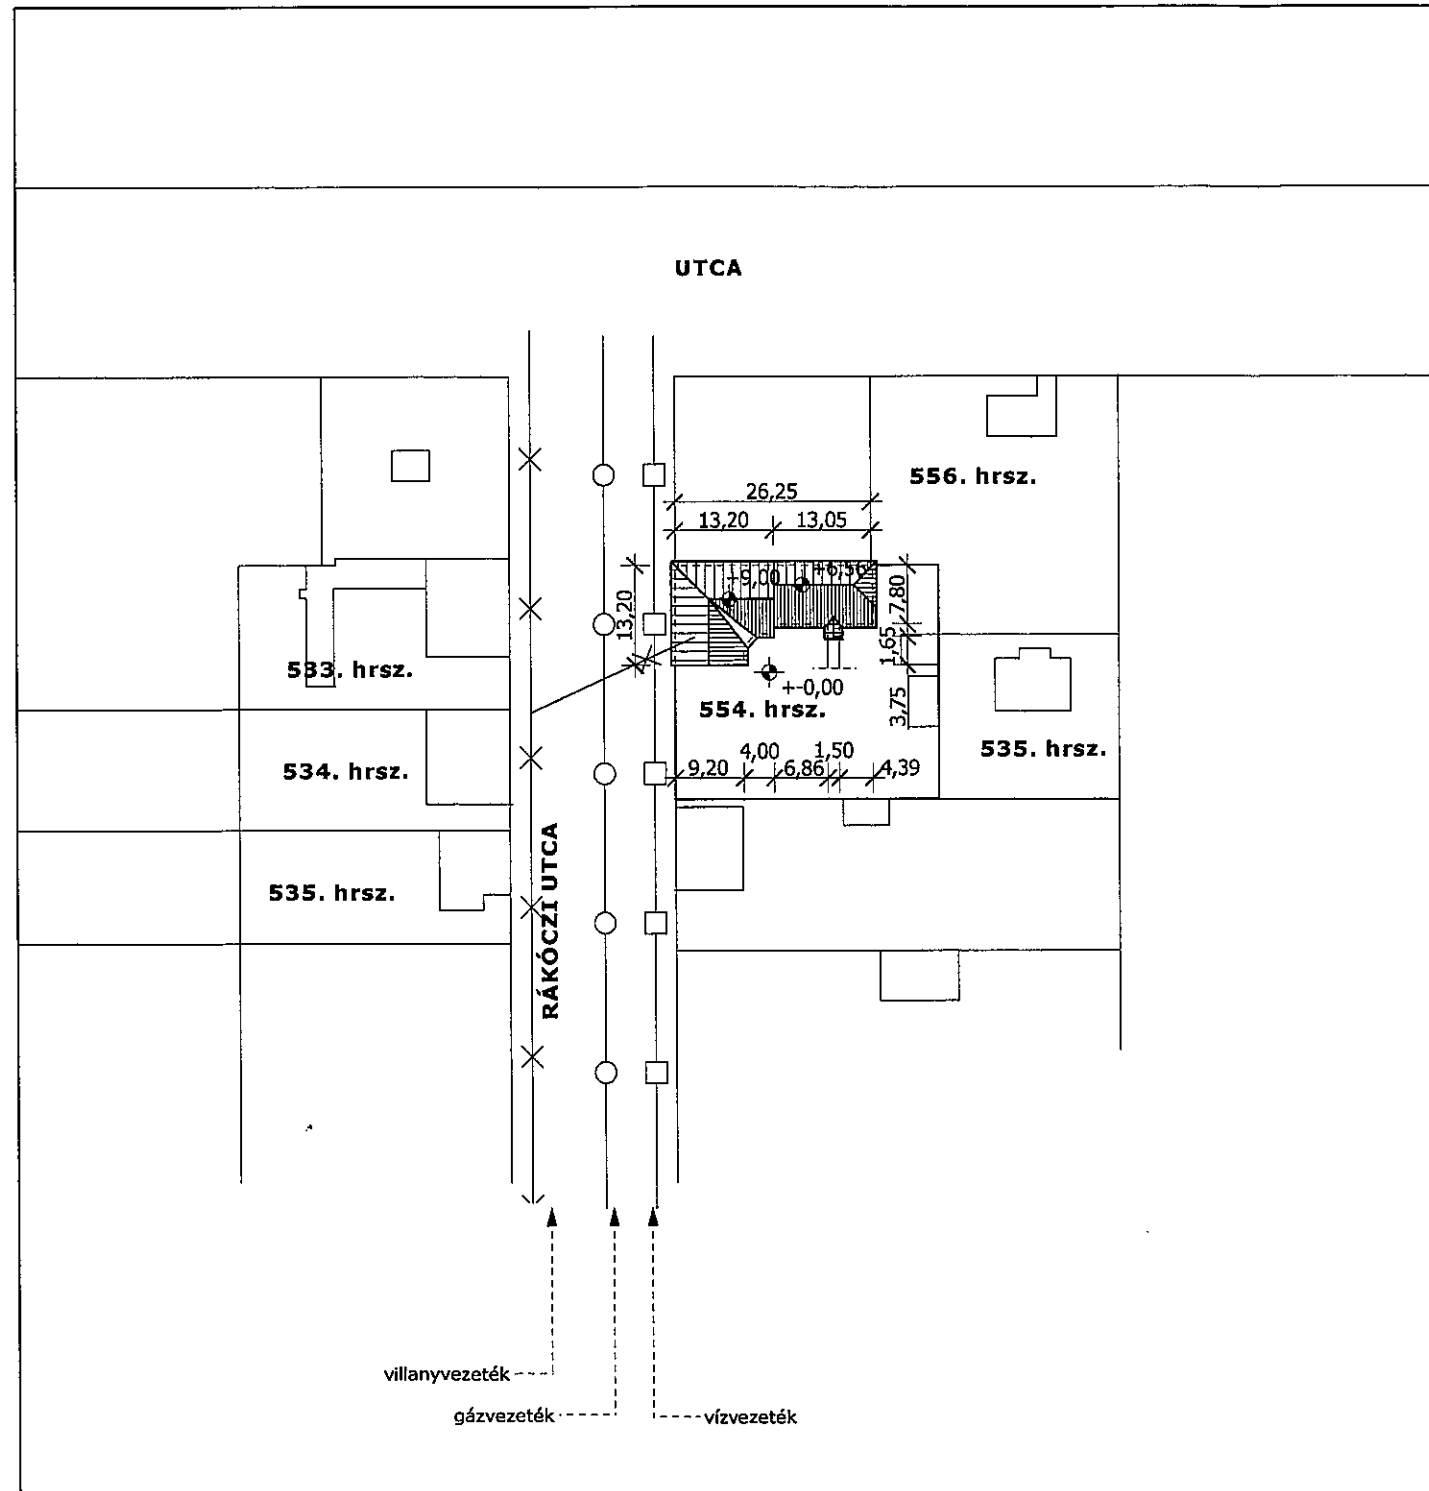 UTCA
556. hrsz.
26,25
13,20
13,05
+9,00
+6,56
7,80
13,20
1,65
533. hrsz.
+-0,00
554. hrsz.
3,75
535. hrsz.
4,00
1,50
9,20
6,86
4,39
534. hrsz.
RÁKÓCZI UTCA
535. hrsz.
villanyvezeték
gázvezeték
vízvezeték